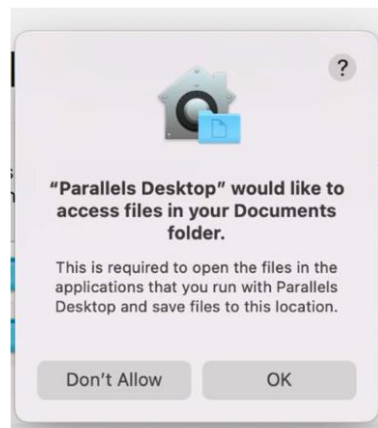 ?
“Parallels Desktop” would like to
access files in your Documents
folder.
This is required to open the files in the
applications that you run with Parallels
Desktop and save files to this location.
Don’t Allow
OK